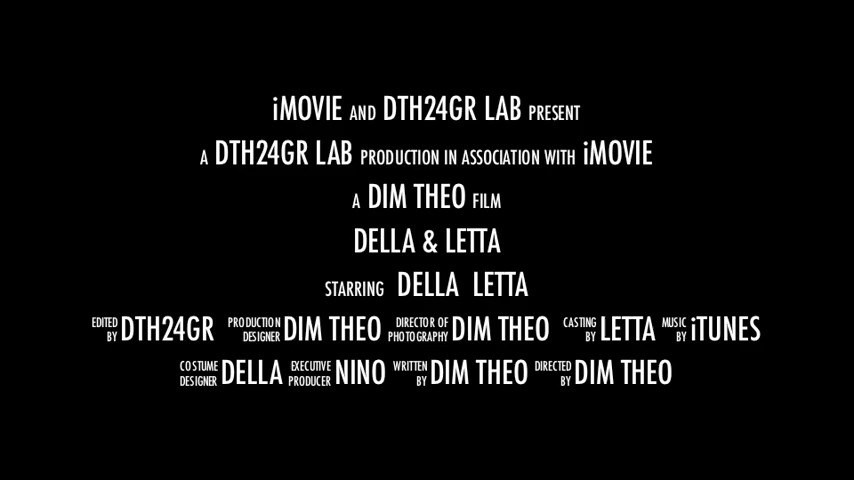 iMOVIE AND DTH24GR LAB PRESENT
A DTH24GR LAB PRODUCTION IN ASSOCIATION WITH iMOVIE
A DIM THEO FILM
DELLA & LETTA
STARRING DELLA LETTA
EDITED BY DTH24GR PRODUCTION DESIGNER DIM THEO DIRECTOR OF PHOTOGRAPHY DIM THEO CASTING BY LETTA MUSIC BY iTUNES
COSTUME DESIGNER DELLA EXECUTIVE PRODUCER NINO WRITTEN BY DIM THEO DIRECTED BY DIM THEO